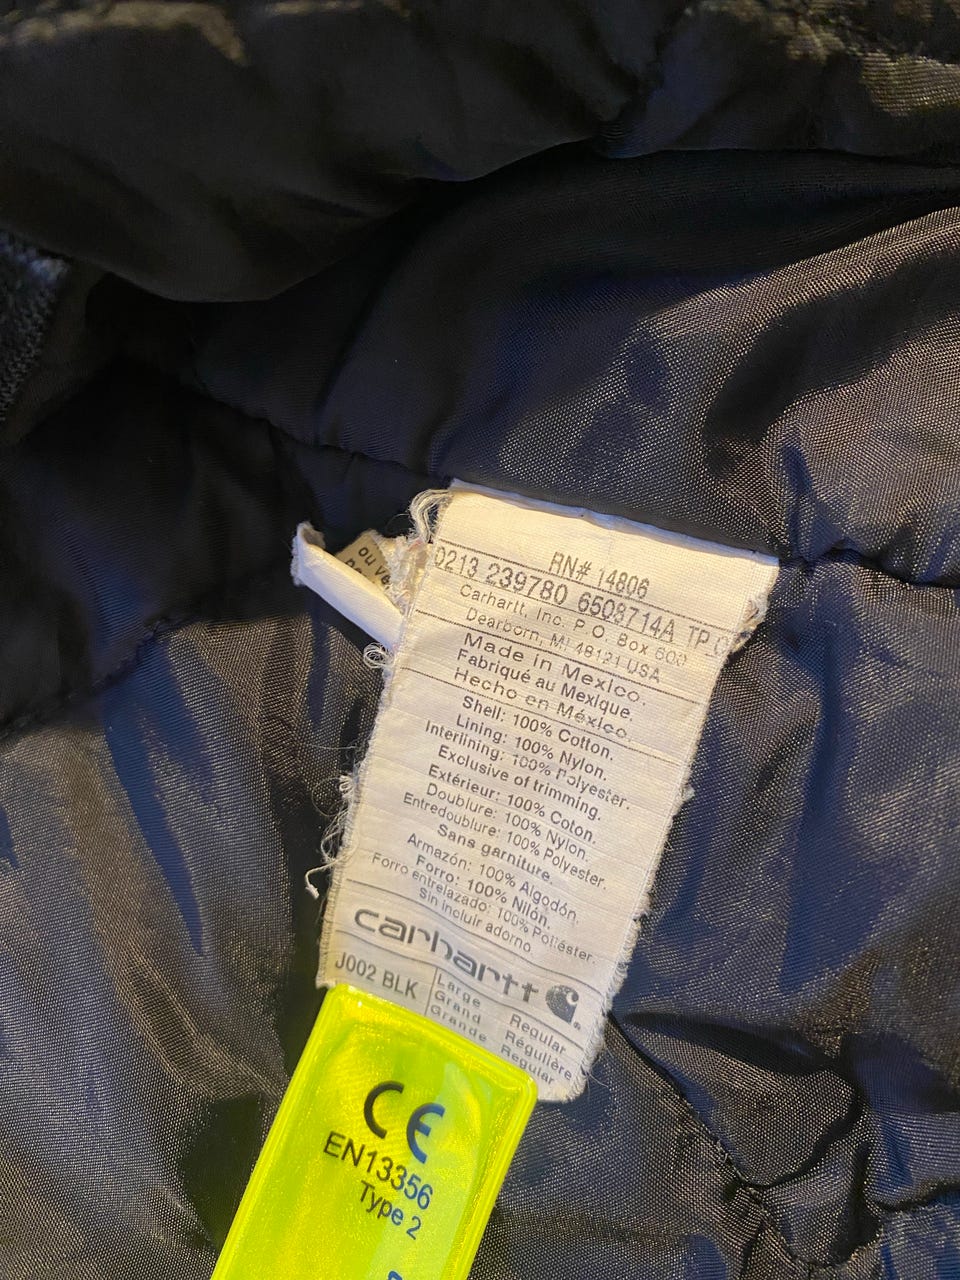 ou ve
RN# 14806
0213 239780 6508714A TP
Carhartt, Inc. P.O. Box 600
Dearborn, MI 48121 USA
Made in Mexico.
Fabriqué au Mexique.
Hecho en México.
Shell: 100% Cotton.
Lining: 100% Nylon.
Interlining: 100% Polyester.
Exclusive of trimming.
Extérieur: 100% Coton.
Doublure: 100% Nylon.
Entredoublure: 100% Polyester.
Sans garniture.
Armazón: 100% Algodón.
Forro: 100% Nilón.
Forro entrelazado: 100% Poliéster.
Sin incluir adorno.
carhartt
J002 BLK
Large Regular
Grand Régulière
Grande Regular
CE
EN13356
Type 2